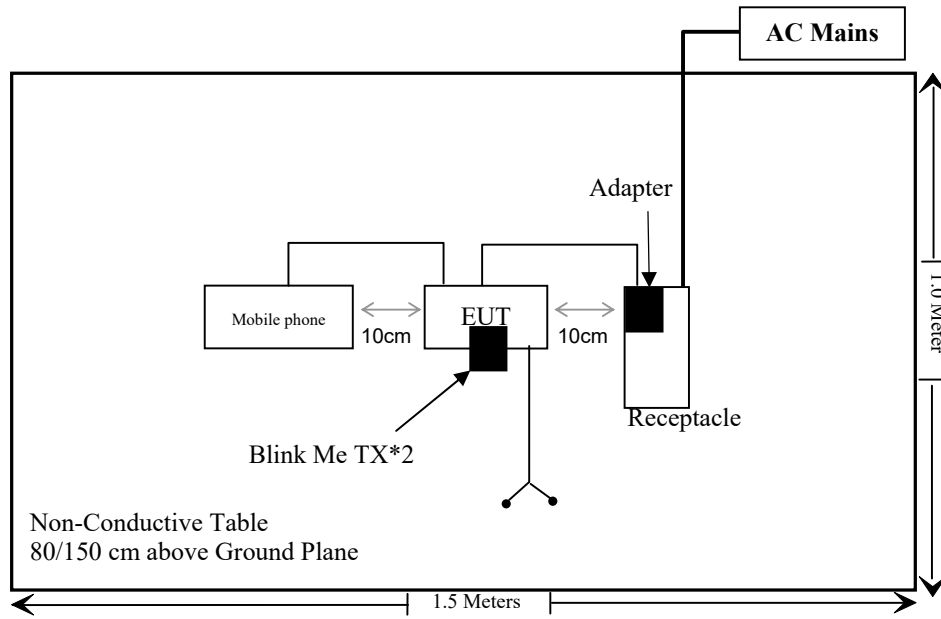 AC Mains
Adapter
Mobile phone
10cm
EUT
10cm
Receptacle
Blink Me TX*2
Non-Conductive Table
80/150 cm above Ground Plane
1.0 Meter
1.5 Meters